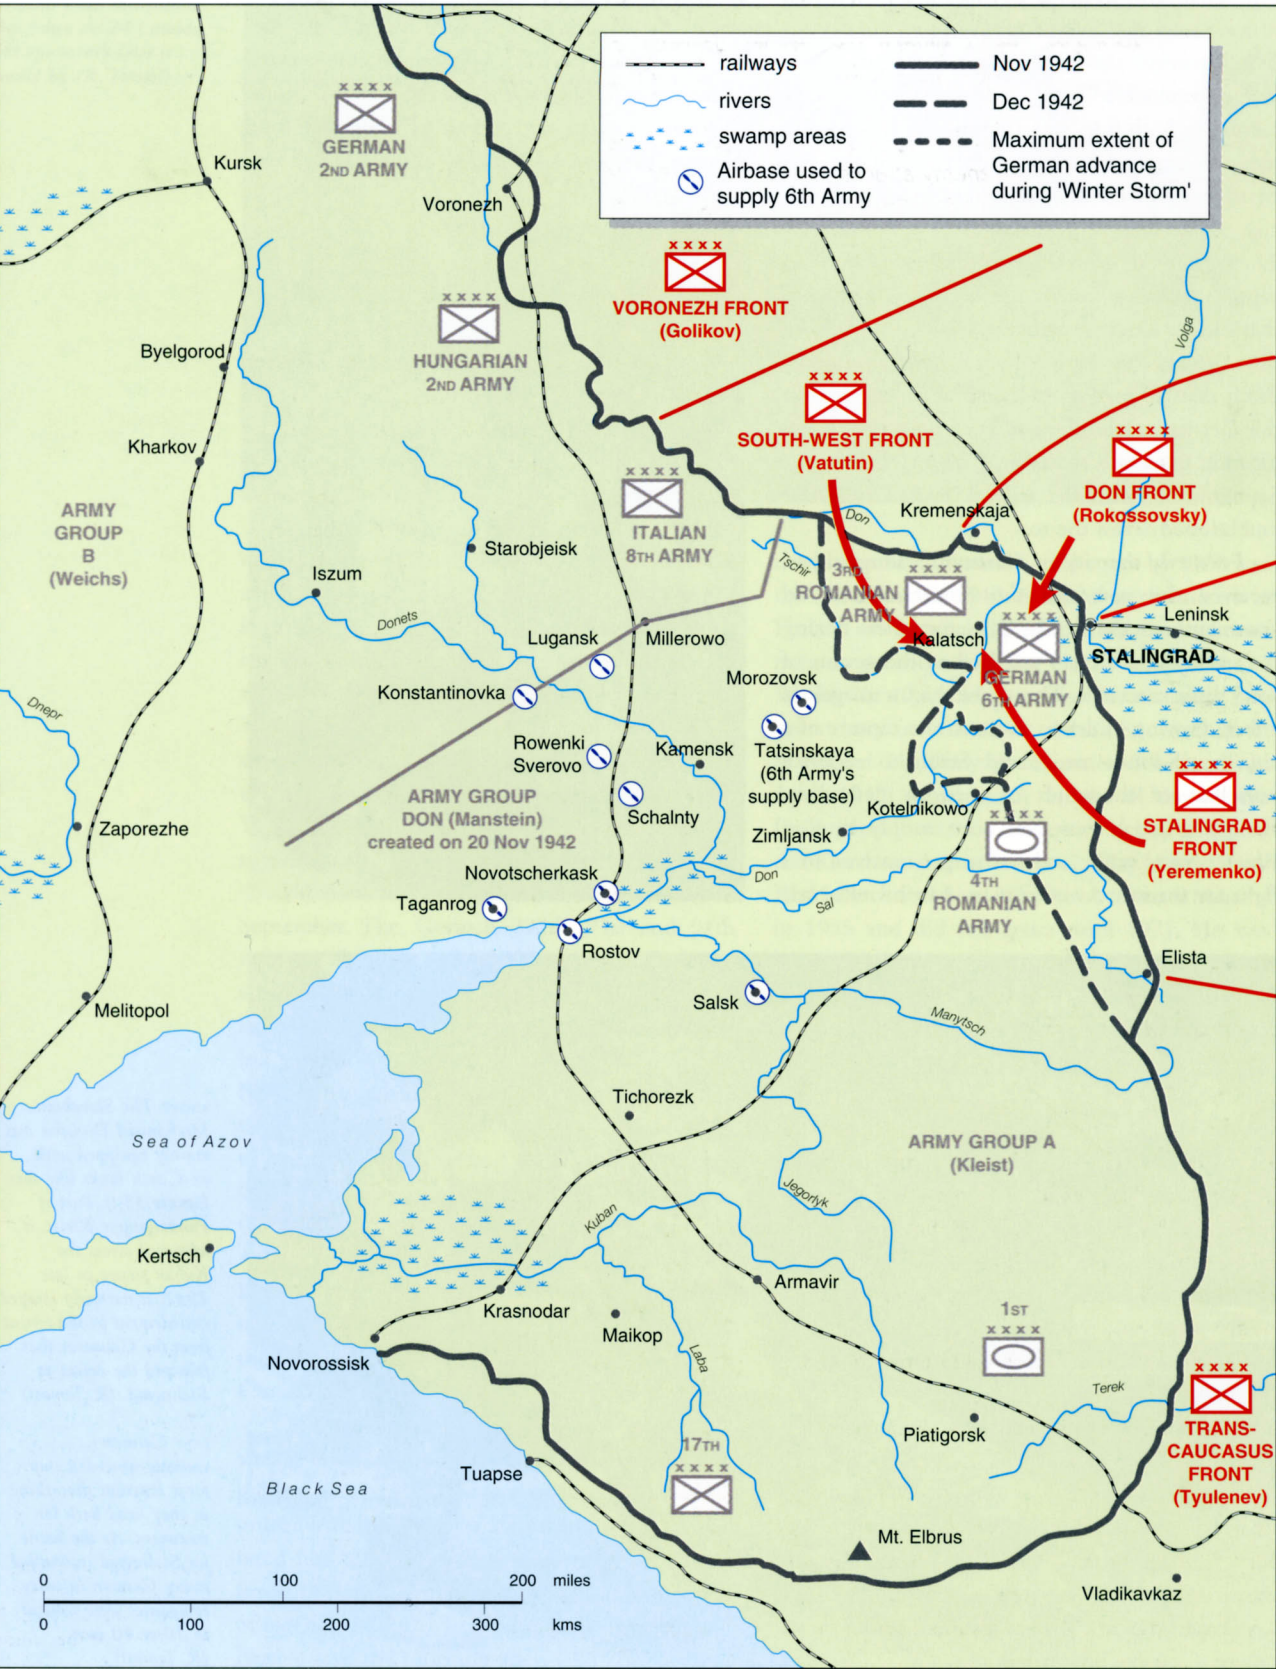 railways
rivers
swamp areas
Airbase used to
supply 6th Army
Nov 1942
Dec 1942
Maximum extent of
German advance
during 'Winter Storm'
x x x x
GERMAN
2ND ARMY
Kursk
Voronezh
x x x x
VORONEZH FRONT
(Golikov)
x x x x
HUNGARIAN
2ND ARMY
Volga
Byelgorod
x x x x
SOUTH-WEST FRONT
(Vatutin)
Kharkov
x x x x
DON FRONT
(Rokossovsky)
x x x x
ITALIAN
8TH ARMY
ARMY
GROUP
B
(Weichs)
Don
Kremenskaja
Starobjeisk
Tschir
Iszum
3RD
ROMANIAN
ARMY
x x x x
Donets
Lugansk
Millerowo
Kalatsch
x x x x
GERMAN
6TH ARMY
Leninsk
STALINGRAD
Konstantinovka
Morozovsk
Dnepr
Rowenki
Sverovo
Kamensk
Tatsinskaya
(6th Army's
supply base)
Kotelnikowo
x x x x
STALINGRAD
FRONT
(Yeremenko)
ARMY GROUP
DON (Manstein)
created on 20 Nov 1942
Schalnty
Zimljansk
x x x x
4TH
ROMANIAN
ARMY
Zaporezhe
Novotscherkask
Don
Sal
Taganrog
Rostov
Elista
Salsk
Manytsch
Melitopol
Tichorezk
Sea of Azov
ARMY GROUP A
(Kleist)
Jegorlyk
Kuban
Kertsch
Armavir
Krasnodar
Maikop
1ST
x x x x
Novorossisk
Laba
Terek
x x x x
TRANS-
CAUCASUS
FRONT
(Tyulenev)
Piatigorsk
17TH
x x x x
Tuapse
Black Sea
Mt. Elbrus
Vladikavkaz
0 100 200 miles
0 100 200 300 kms